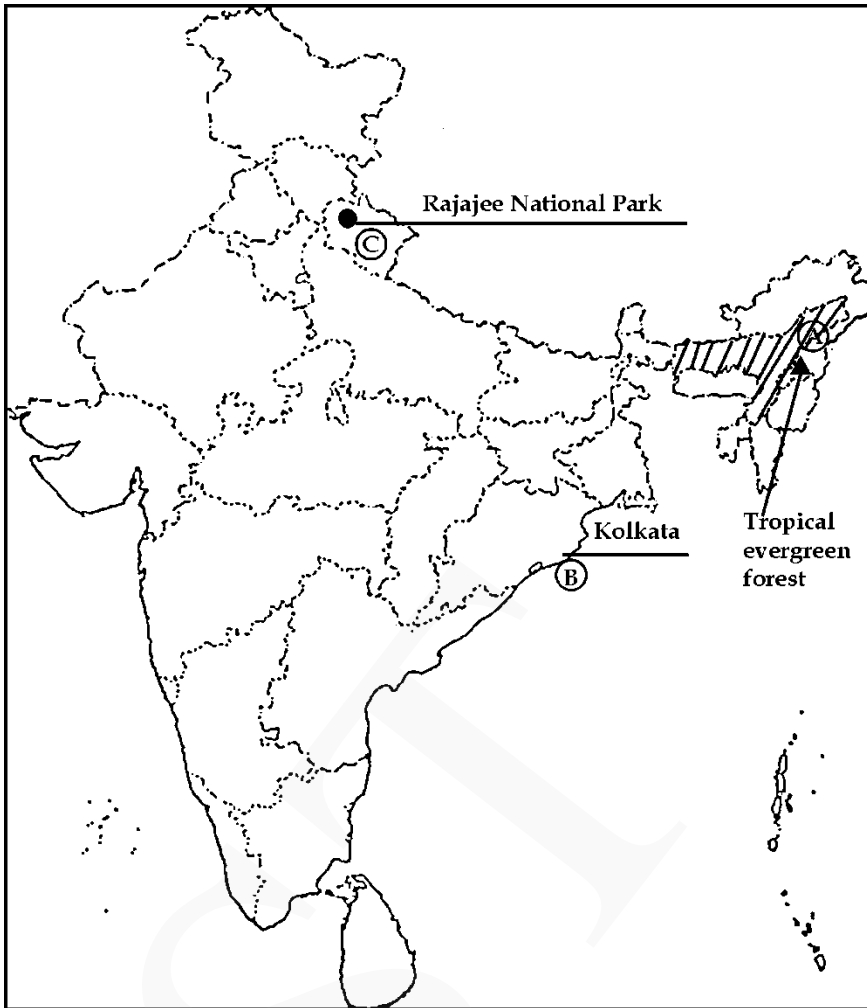 Rajajee National Park
C
A
Kolkata
B
Tropical
evergreen
forest